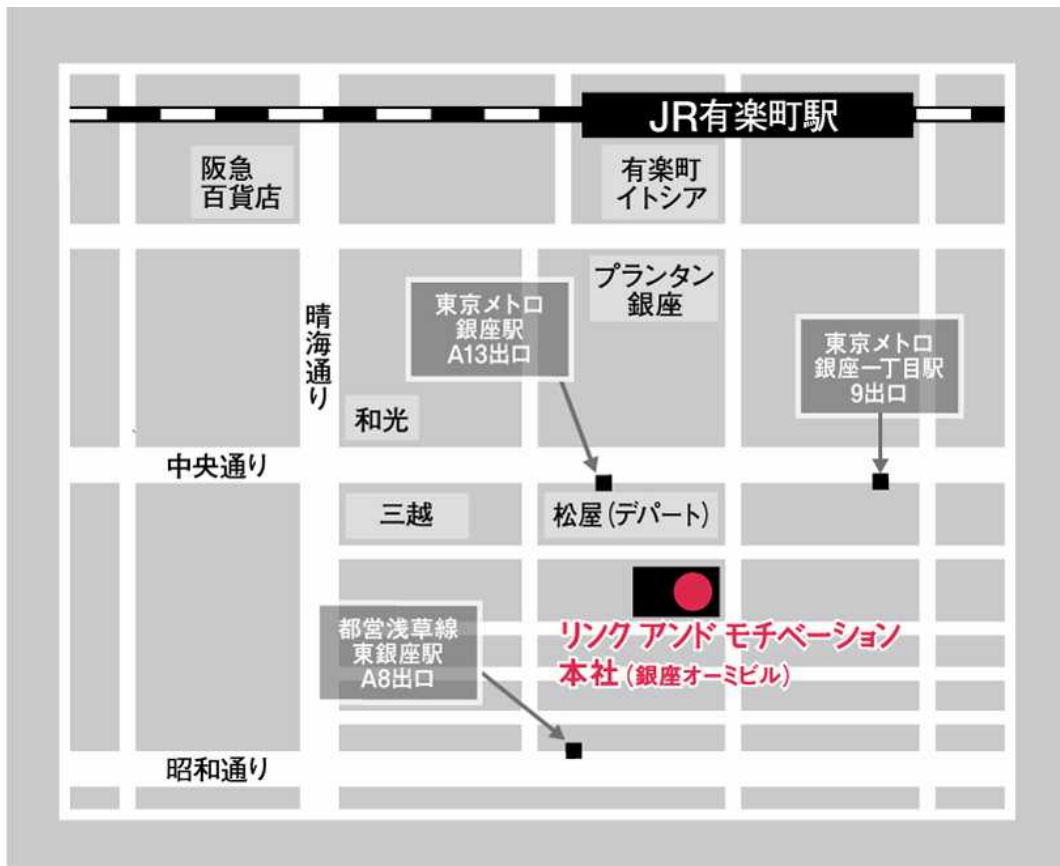 JR有楽町駅
阪急
百貨店
有楽町
イトシア
プランタン
銀座
東京メトロ
銀座駅
A13出口
晴海通り
東京メトロ
銀座一丁目駅
9出口
和光
中央通り
三越
松屋(デパート)
リンク アンド モチベーション
本社(銀座オーミビル)
都営浅草線
東銀座駅
A8出口
昭和通り